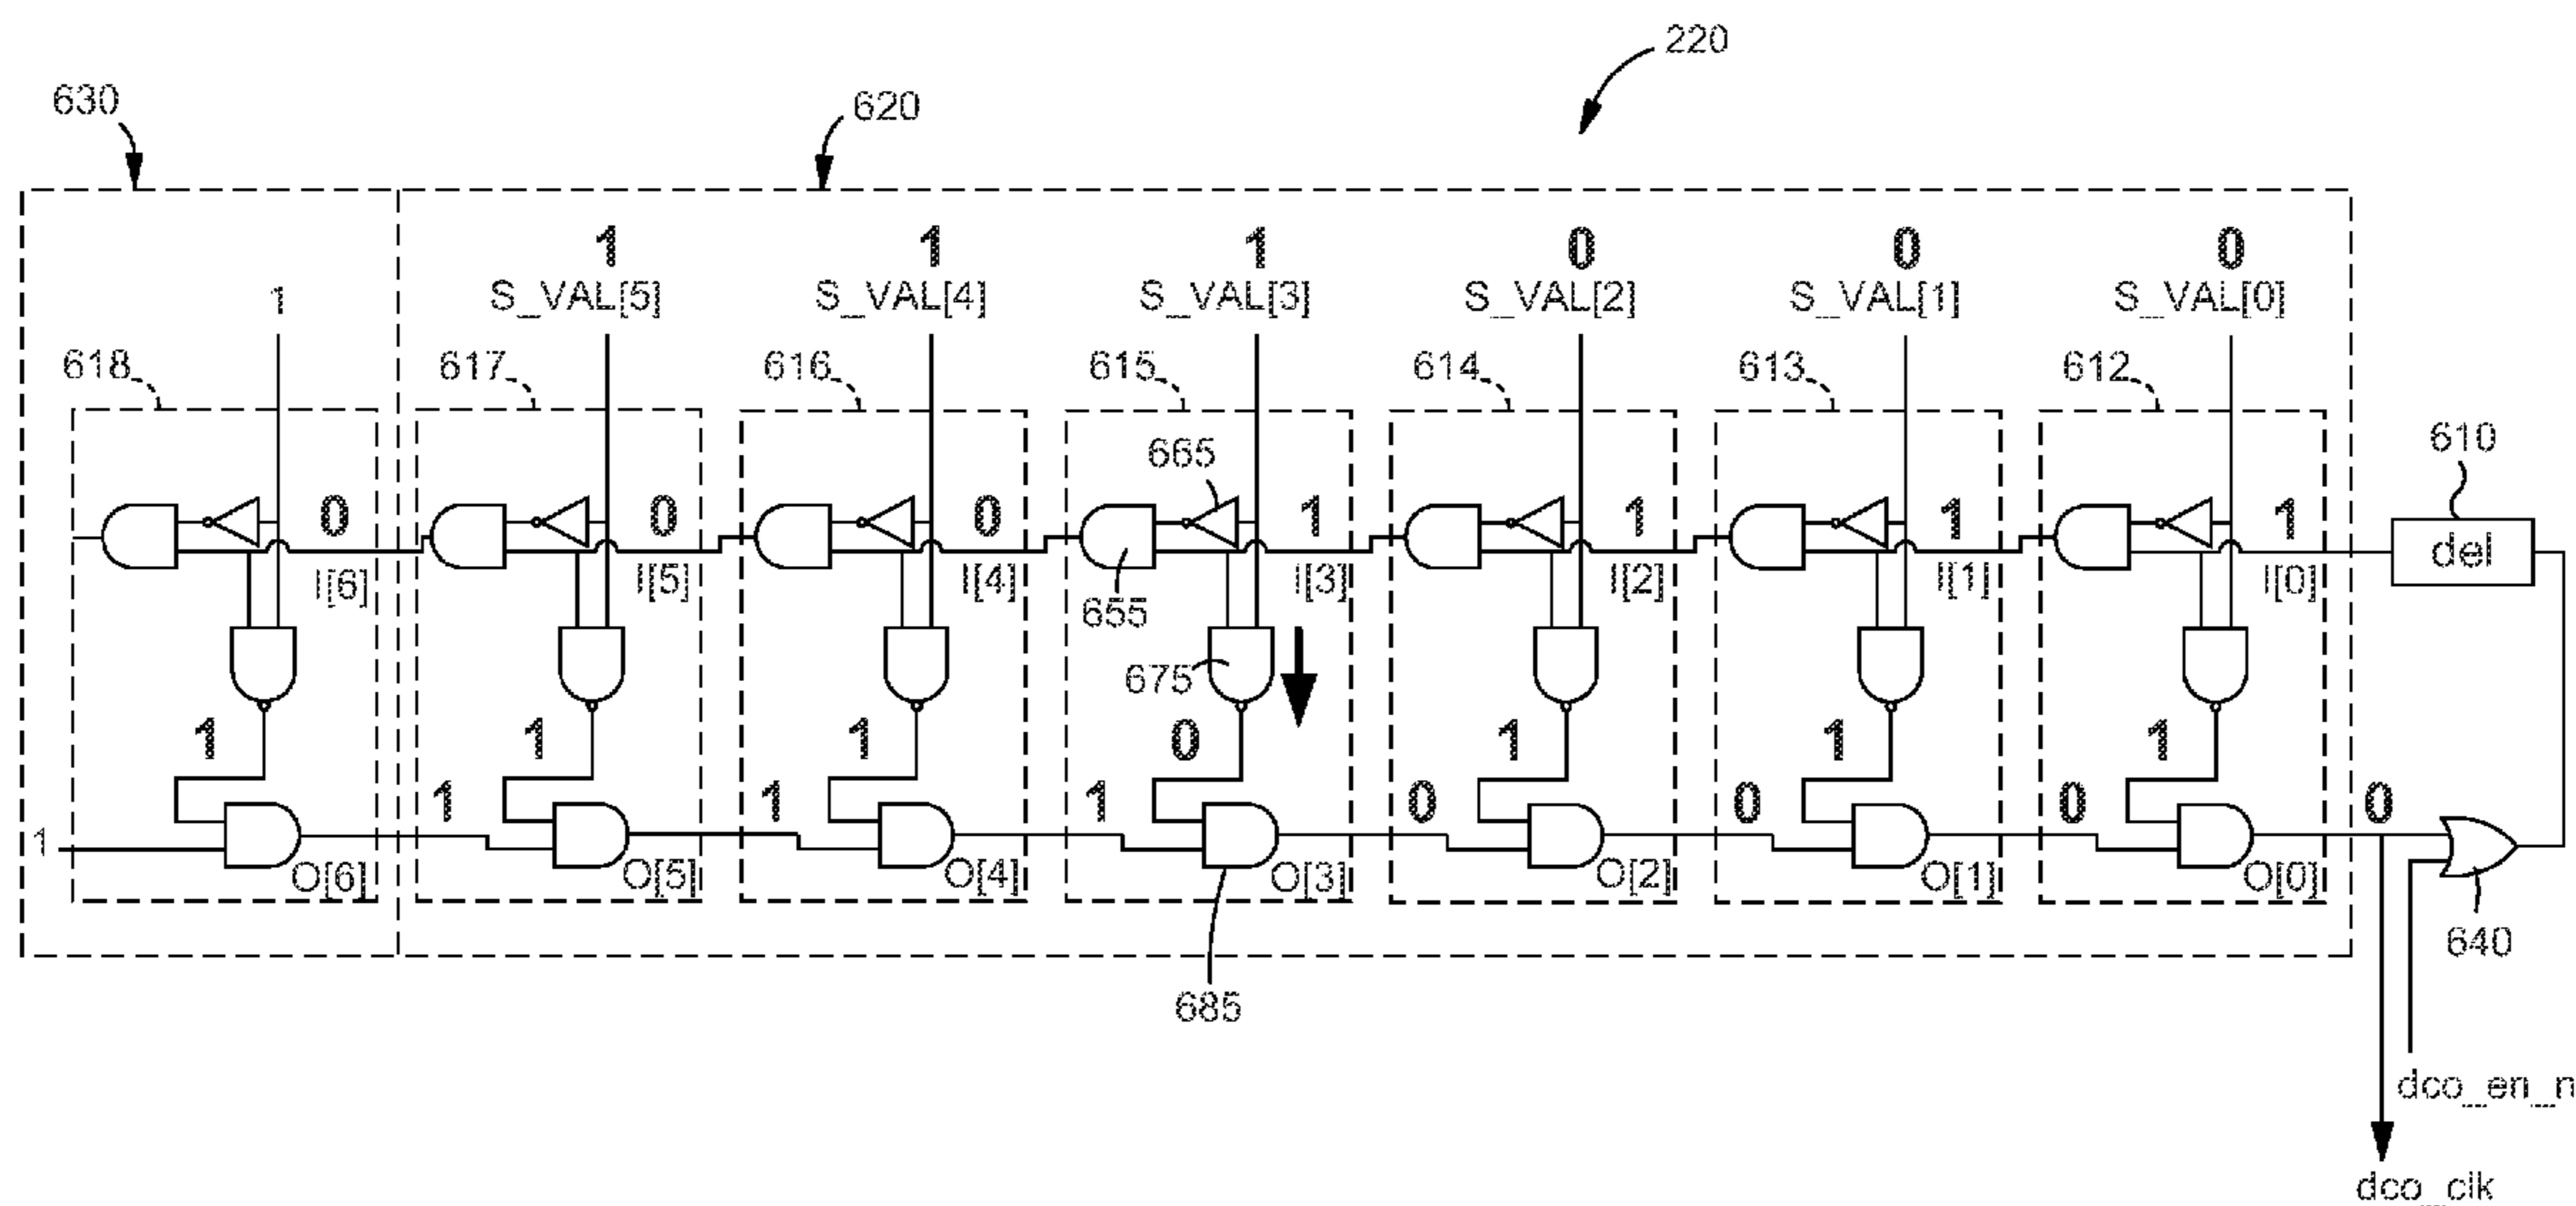 220
630
620
1 1 1 0 0 0
1 S_VAL[5] S_VAL[4] S_VAL[3] S_VAL[2] S_VAL[1] S_VAL[0]
618 617 616 615 614 613 612
610
665
0 0 0 1 1 1 1
del
I[6] I[5] I[4] I[3] I[2] I[1] I[0]
655
675
1 1 1 0 1 1 1
1 1 1 0 0 0 0
1
O[6] O[5] O[4] O[3] O[2] O[1] O[0]
640
685
dco_en_n
dco_clk